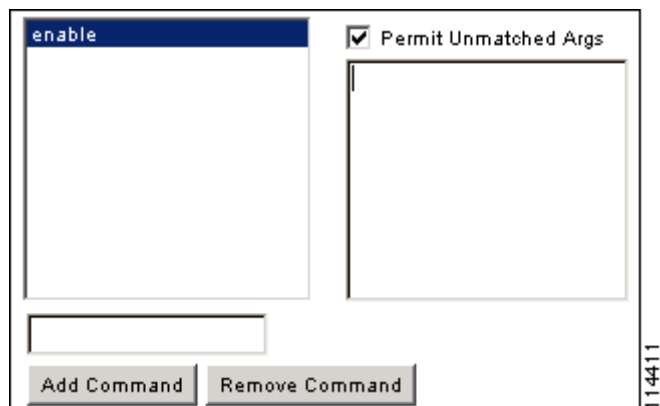 enable
Permit Unmatched Args
Add Command
Remove Command
114411